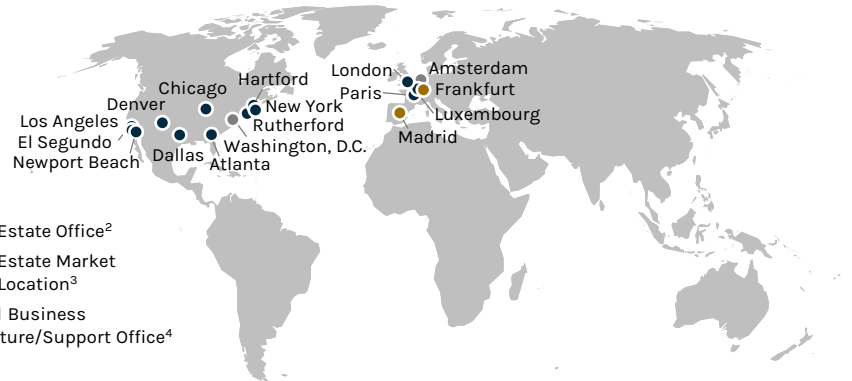 London
Amsterdam
Hartford
Chicago
Paris
Frankfurt
Denver
New York
Luxembourg
Los Angeles
Rutherford
El Segundo
Washington, D.C.
Madrid
Newport Beach
Dallas
Atlanta
Estate Office²
Estate Market
Location³
Business
ture/Support Office⁴